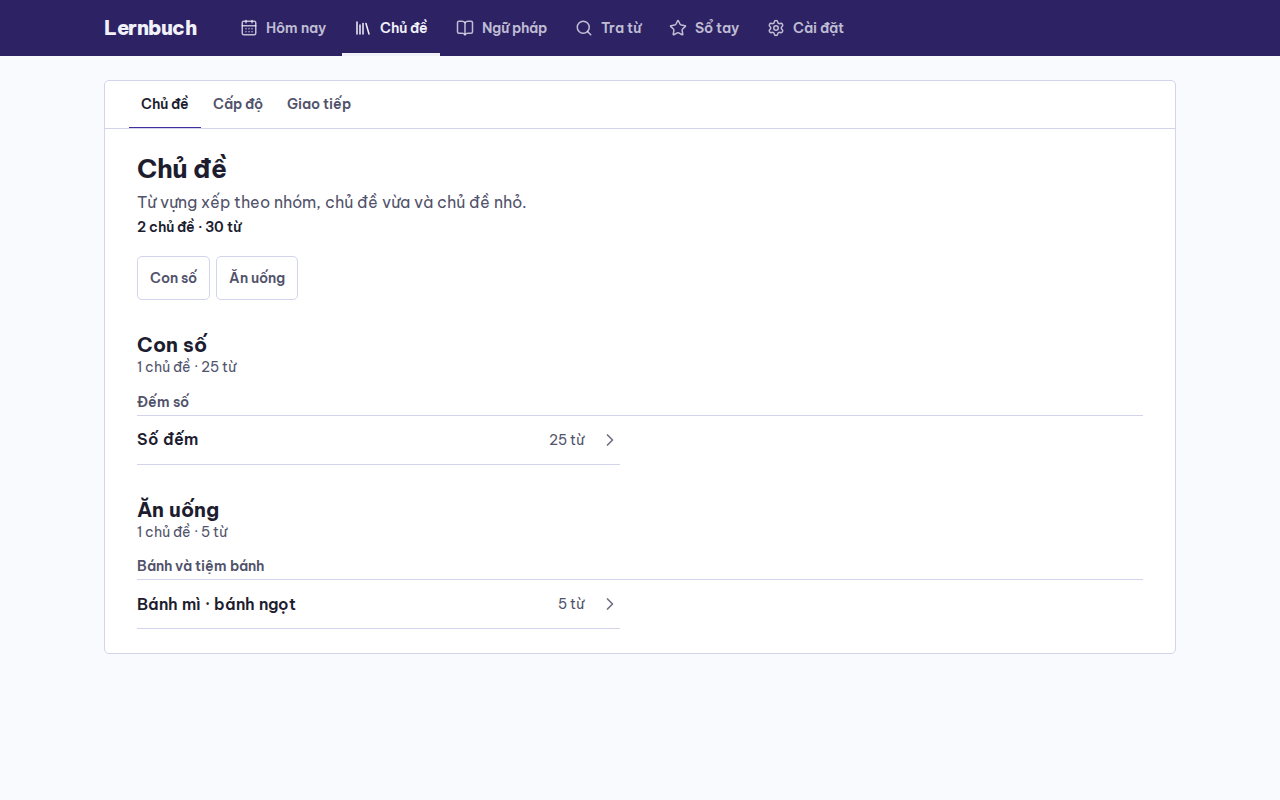 Lernbuch Hôm nay Chủ đề Ngữ pháp Tra từ Sổ tay Cài đặt
Chủ đề Cấp độ Giao tiếp
Chủ đề
Từ vựng xếp theo nhóm, chủ đề vừa và chủ đề nhỏ.
2 chủ đề · 30 từ
Con số Ăn uống
Con số
1 chủ đề · 25 từ
Đếm số
Số đếm 25 từ
Ăn uống
1 chủ đề · 5 từ
Bánh và tiệm bánh
Bánh mì · bánh ngọt 5 từ